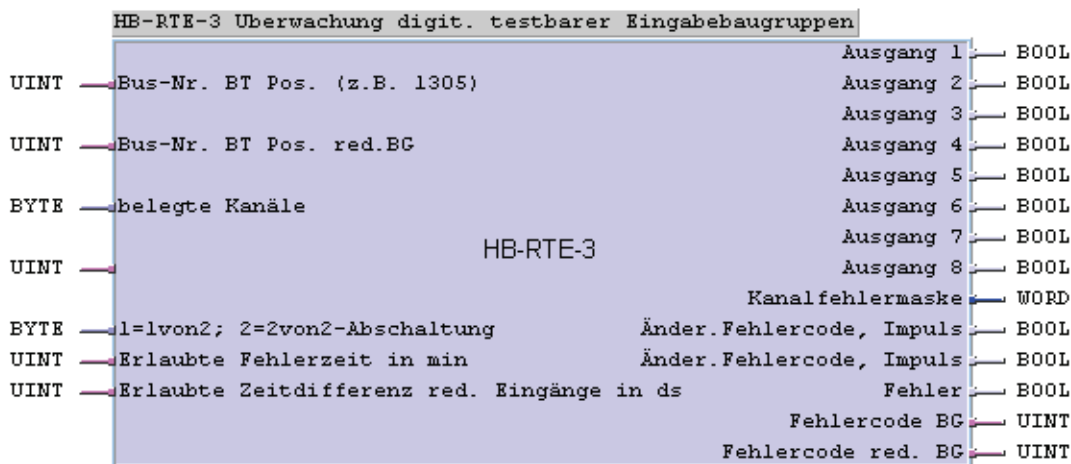 HB-RTE-3 Überwachung digit. testbarer Eingabebaugruppen
Ausgang 1 BOOL
UINT Bus-Nr. BT Pos. (z.B. 1305) Ausgang 2 BOOL
Ausgang 3 BOOL
UINT Bus-Nr. BT Pos. red.BG Ausgang 4 BOOL
Ausgang 5 BOOL
BYTE belegte Kanäle Ausgang 6 BOOL
HB-RTE-3 Ausgang 7 BOOL
UINT Ausgang 8 BOOL
Kanalfehlermaske WORD
BYTE 1=1von2; 2=2von2-Abschaltung Änder.Fehlercode, Impuls BOOL
UINT Erlaubte Fehlerzeit in min Änder.Fehlercode, Impuls BOOL
UINT Erlaubte Zeitdifferenz red. Eingänge in ds Fehler BOOL
Fehlercode BG UINT
Fehlercode red. BG UINT